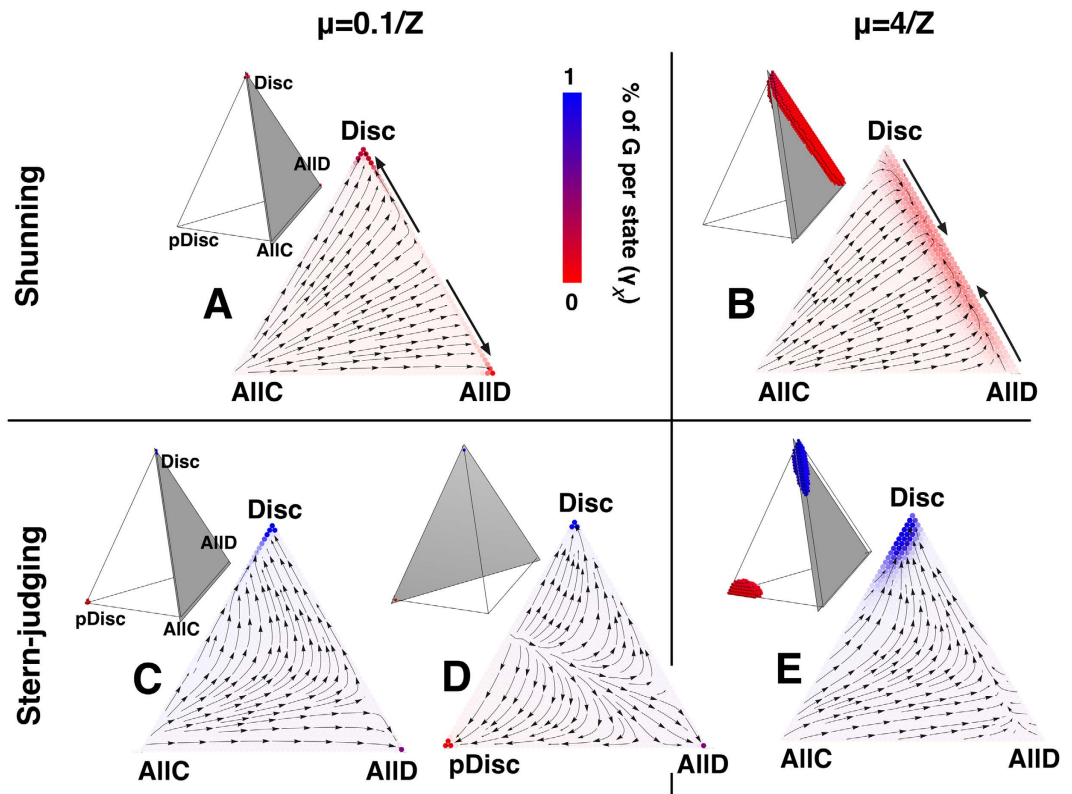 μ=0.1/Z
μ=4/Z
Shunning
Disc
AllD
pDisc
AllC
A
Disc
AllC
AllD
1
% of G per state (γχ)
0
B
Disc
AllC
AllD
Stern-judging
Disc
AllD
pDisc
AllC
C
Disc
AllC
AllD
D
Disc
pDisc
AllD
E
Disc
AllC
AllD